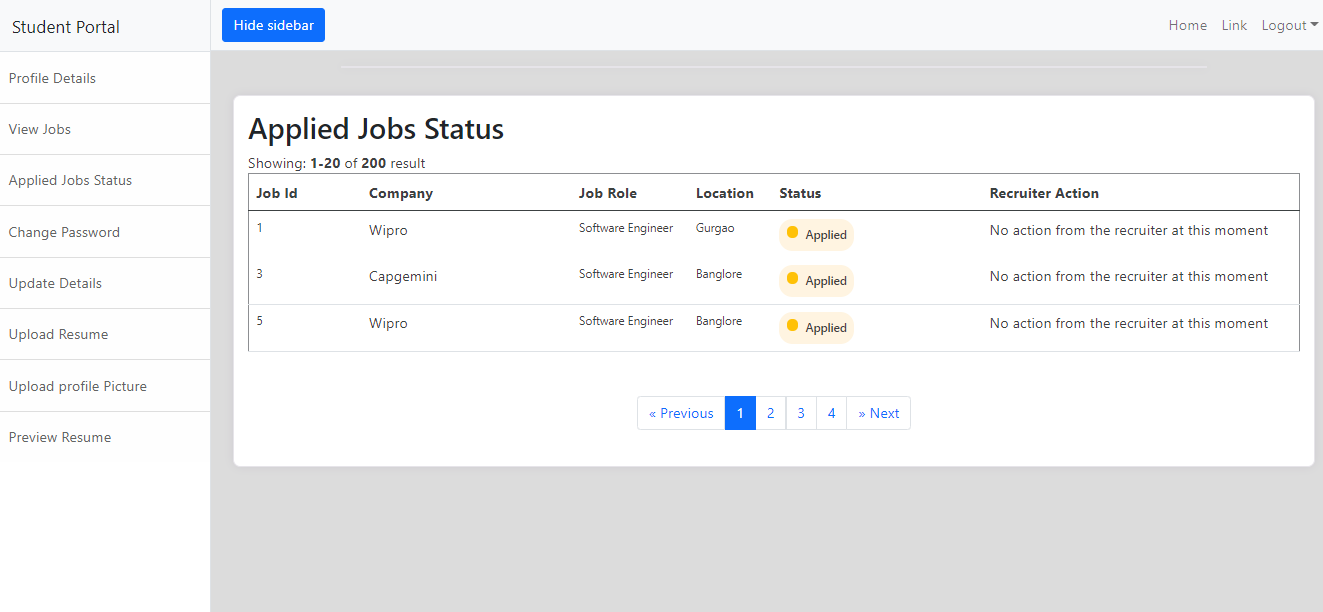 Student Portal
Hide sidebar
Home Link Logout
Profile Details
View Jobs
Applied Jobs Status
Change Password
Update Details
Upload Resume
Upload profile Picture
Preview Resume
Applied Jobs Status
Showing: 1-20 of 200 result
Job Id Company Job Role Location Status Recruiter Action
1 Wipro Software Engineer Gurgao Applied No action from the recruiter at this moment
3 Capgemini Software Engineer Banglore Applied No action from the recruiter at this moment
5 Wipro Software Engineer Banglore Applied No action from the recruiter at this moment
« Previous 1 2 3 4 » Next